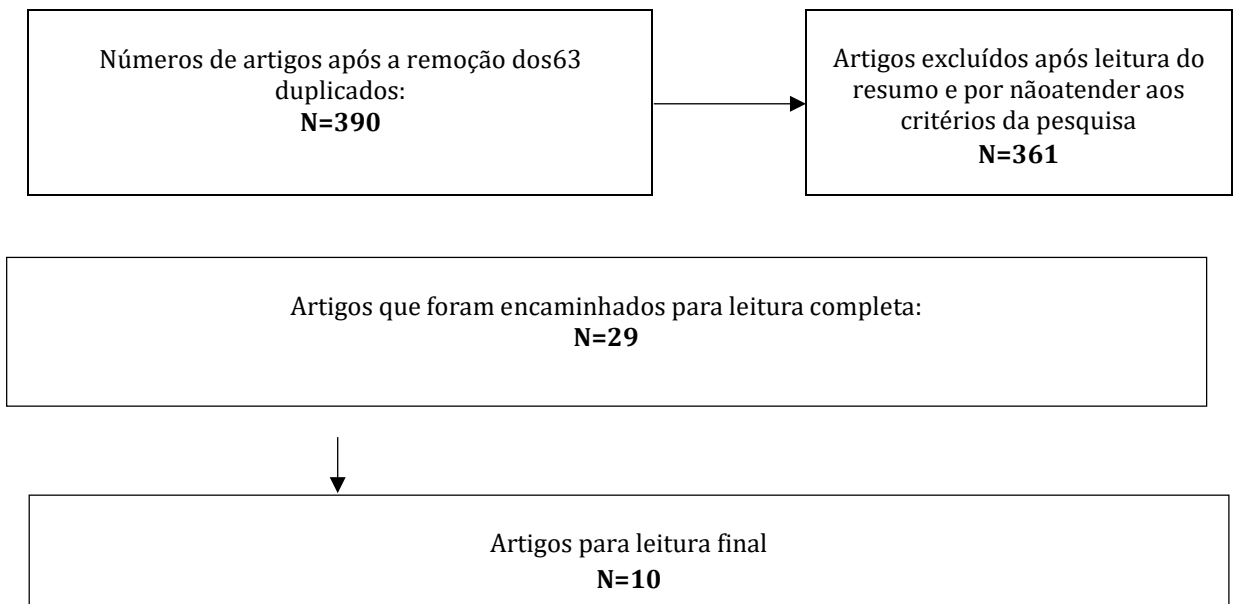 Números de artigos após a remoção dos63
duplicados:
N=390
Artigos excluídos após leitura do
resumo e por nãoatender aos
critérios da pesquisa
N=361
Artigos que foram encaminhados para leitura completa:
N=29
Artigos para leitura final
N=10